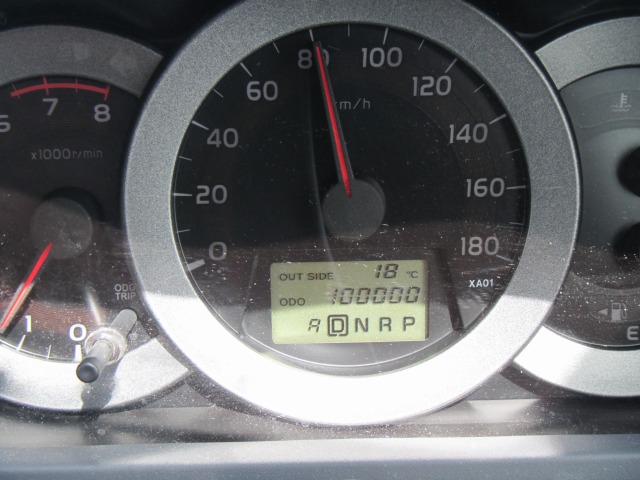 6 7 8
x1000r/min
1 0
ODO
TRIP
0 20 40 60 80 100 120 140 160 180
km/h
OUT SIDE 18 °C
ODO 100000
A D N R P
XA01
E